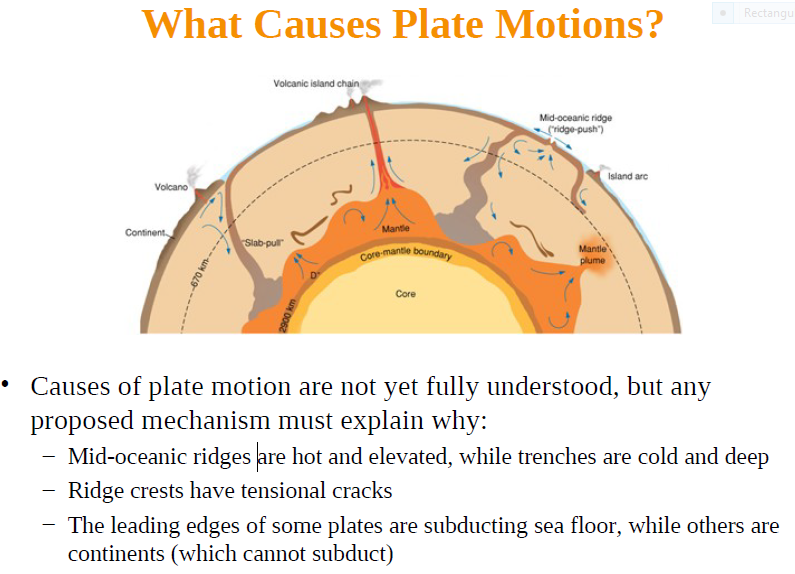 What Causes Plate Motions?
Rectangu
Volcanic island chain
Mid-oceanic ridge
("ridge-push")
Island arc
Volcano
Continent
"Slab-pull"
Mantle
Mantle
plume
Core-mantle boundary
670 km
D"
2900 km
Core
• Causes of plate motion are not yet fully understood, but any
proposed mechanism must explain why:
– Mid-oceanic ridges are hot and elevated, while trenches are cold and deep
– Ridge crests have tensional cracks
– The leading edges of some plates are subducting sea floor, while others are
continents (which cannot subduct)